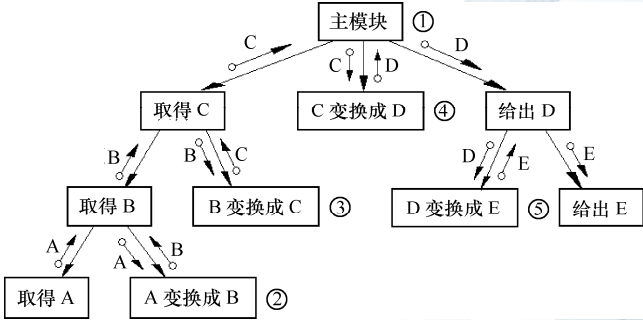 主模块 ①
C
C
D
D
取得 C
C 变换成 D ④
给出 D
B
B
C
D
E
E
取得 B
B 变换成 C ③
D 变换成 E ⑤
给出 E
A
A
B
取得 A
A 变换成 B ②